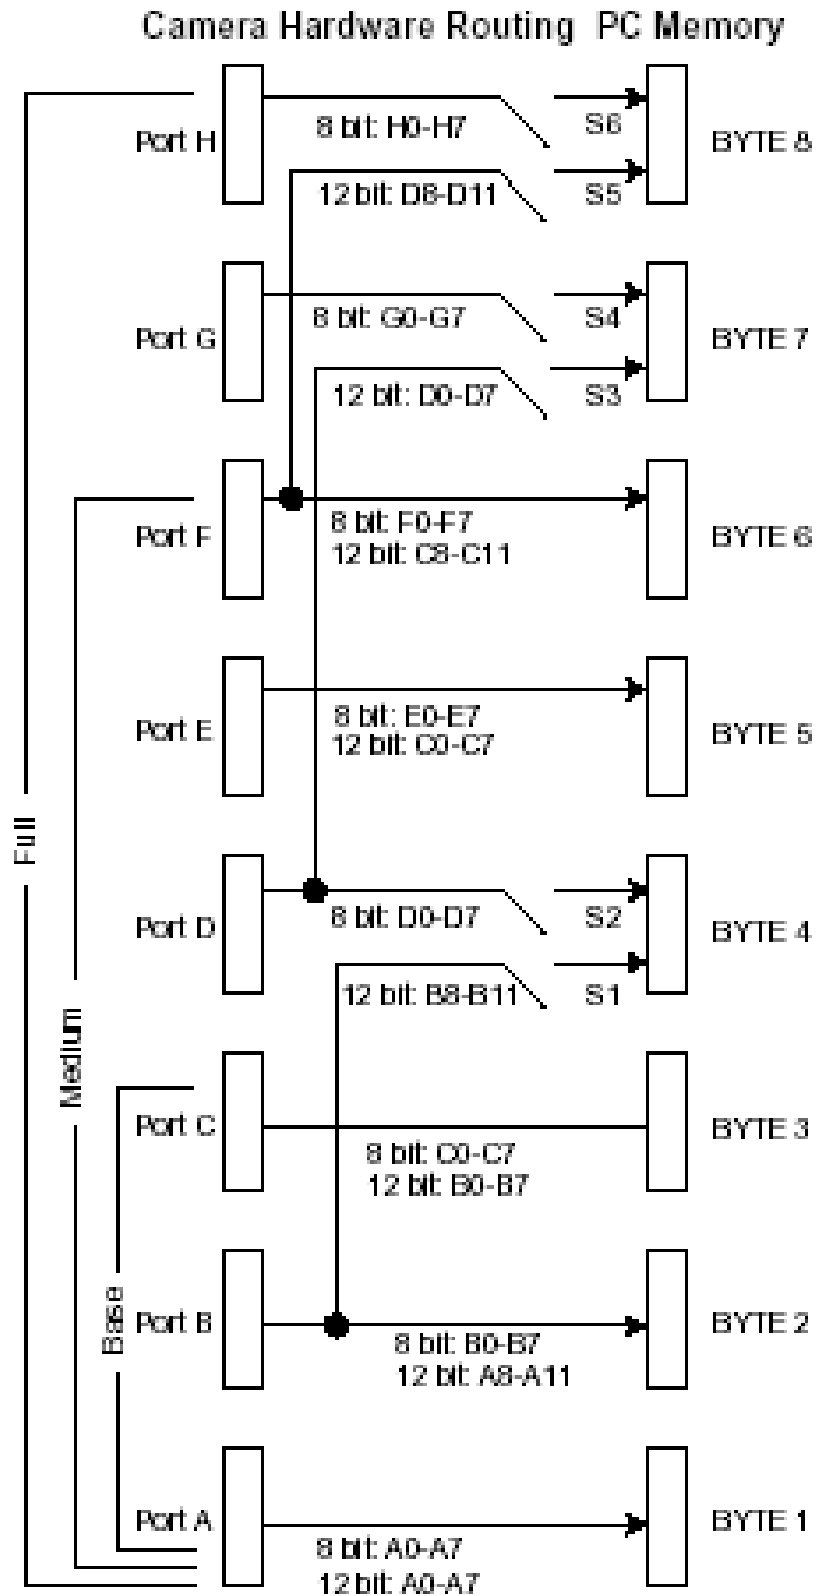 Camera Hardware Routing PC Memory
Port H
8 bit: H0-H7
S6
BYTE 8
12 bit: D8-D11
S5
Port G
8 bit: G0-G7
S4
BYTE 7
12 bit: D0-D7
S3
Port F
8 bit: F0-F7
12 bit: C8-C11
BYTE 6
Port E
8 bit: E0-E7
12 bit: C0-C7
BYTE 5
Full
Port D
8 bit: D0-D7
S2
BYTE 4
12 bit: B8-B11
S1
Medium
Port C
8 bit: C0-C7
12 bit: B0-B7
BYTE 3
Base
Port B
8 bit: B0-B7
12 bit: A8-A11
BYTE 2
Port A
8 bit: A0-A7
12 bit: A0-A7
BYTE 1